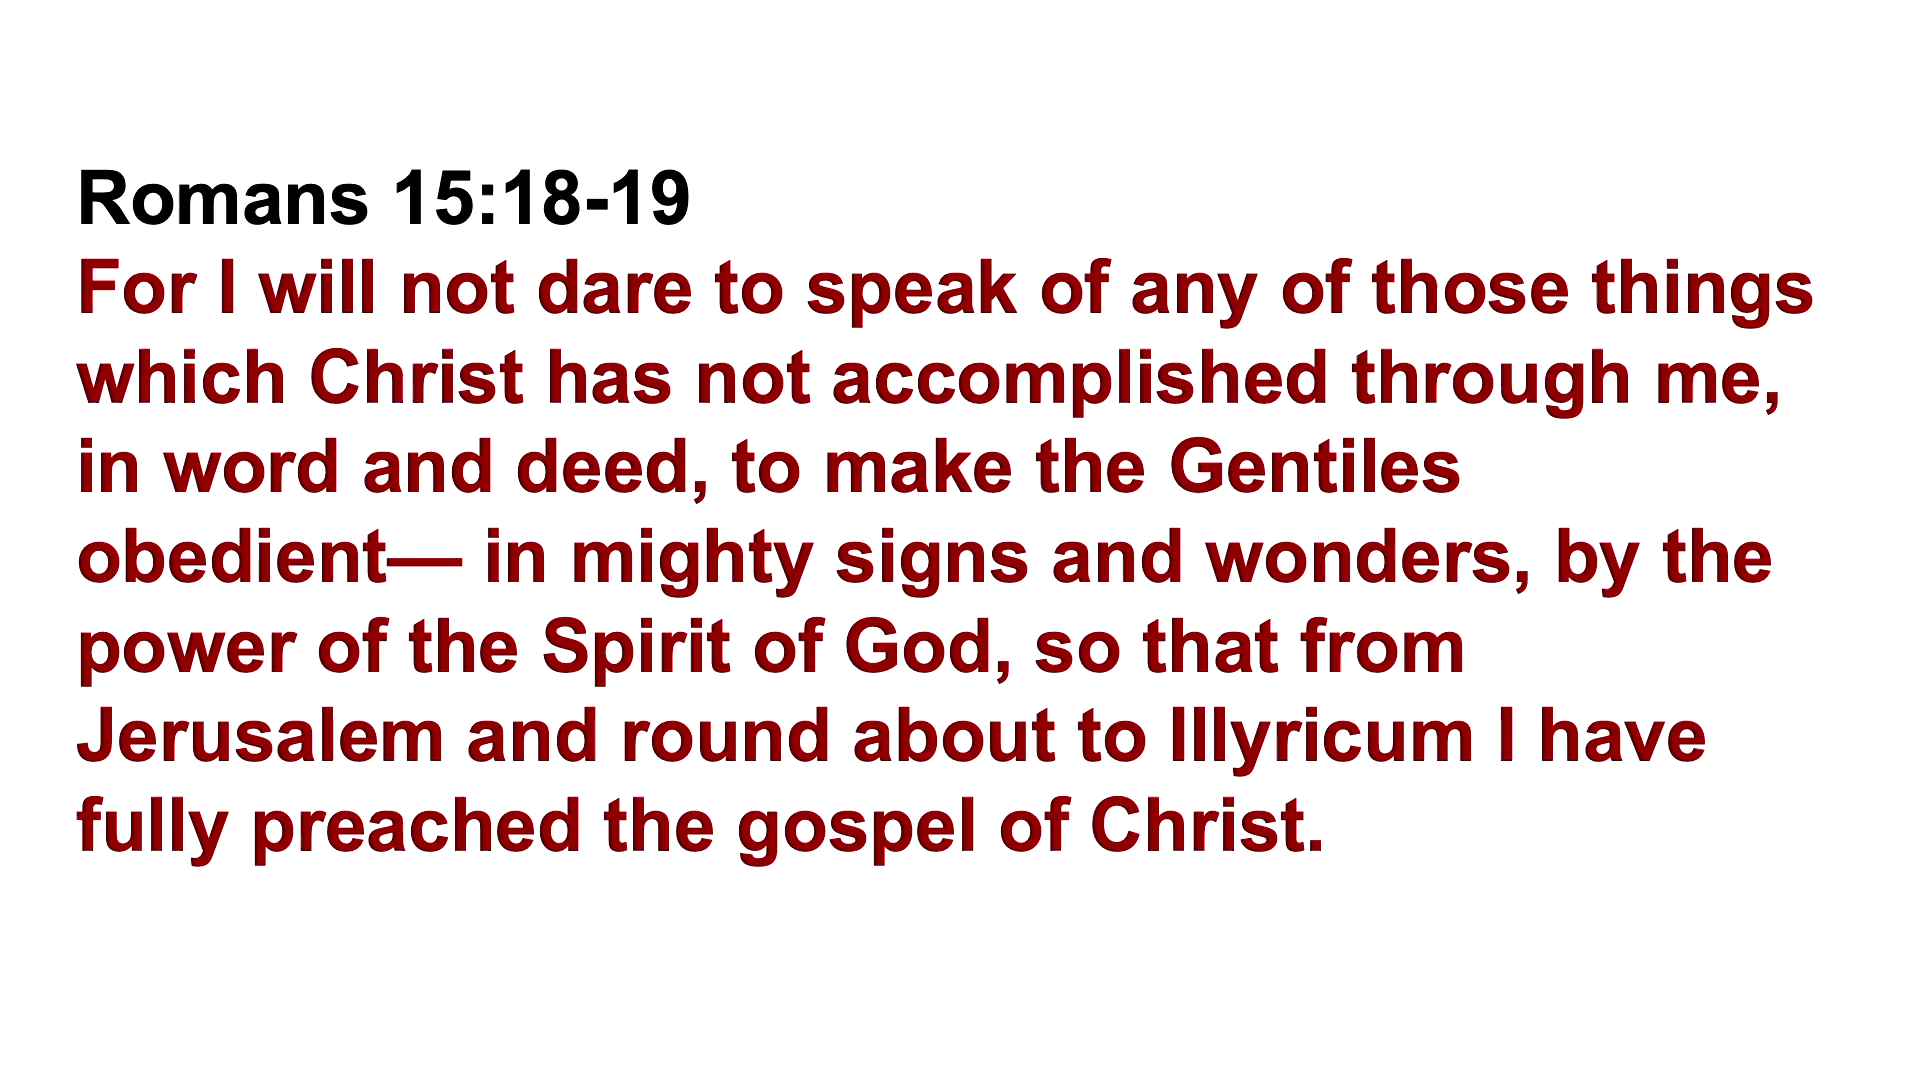 Romans 15:18-19
For I will not dare to speak of any of those things
which Christ has not accomplished through me,
in word and deed, to make the Gentiles
obedient— in mighty signs and wonders, by the
power of the Spirit of God, so that from
Jerusalem and round about to Illyricum I have
fully preached the gospel of Christ.